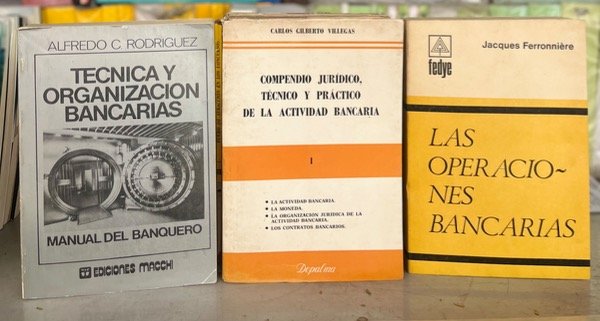 ALFREDO C. RODRIGUEZ
TECNICA Y
ORGANIZACION
BANCARIAS
MANUAL DEL BANQUERO
EDICIONES MACCHI
CARLOS GILBERTO VILLEGAS
COMPENDIO JURÍDICO,
TÉCNICO Y PRÁCTICO
DE LA ACTIVIDAD BANCARIA
I
• LA ACTIVIDAD BANCARIA.
• LA MONEDA.
• LA ORGANIZACIÓN JURÍDICA DE LA
ACTIVIDAD BANCARIA.
• LOS CONTRATOS BANCARIOS.
Depalma
fedye
Jacques Ferronnière
LAS
OPERACIO~
NES
BANCARIAS